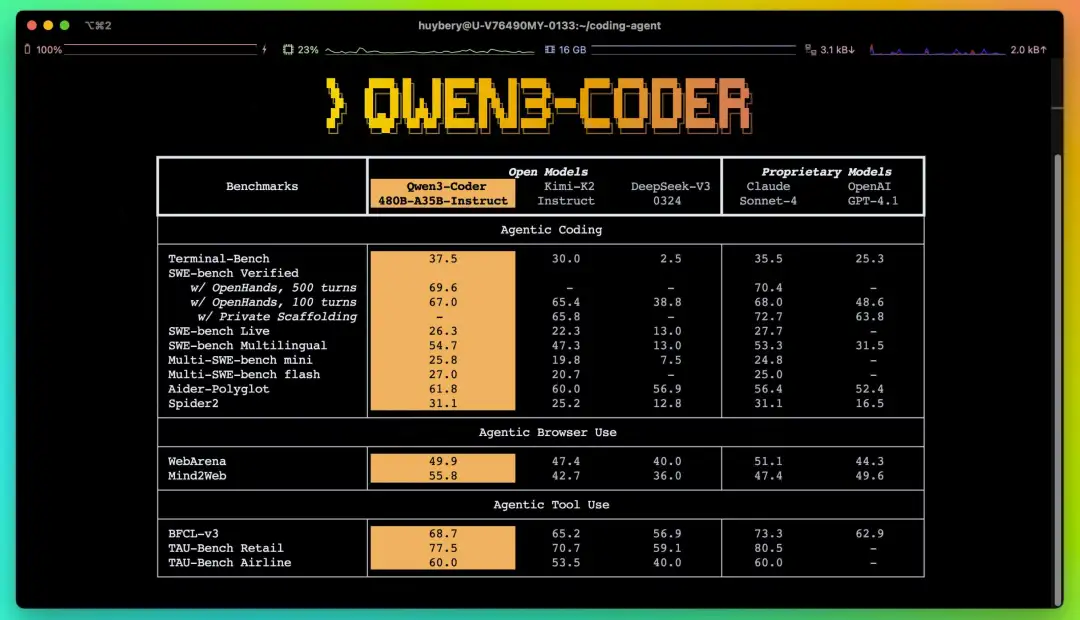 ⌥⌘2 huybery@U-V76490MY-0133:~/coding-agent
100% 23% 16 GB 3.1 kB↓ 2.0 kB↑
QWEN3-CODER
Open Models Proprietary Models
Benchmarks Qwen3-Coder Kimi-K2 DeepSeek-V3 Claude OpenAI
480B-A35B-Instruct Instruct 0324 Sonnet-4 GPT-4.1
Agentic Coding
Terminal-Bench 37.5 30.0 2.5 35.5 25.3
SWE-bench Verified
w/ OpenHands, 500 turns 69.6 – – 70.4 –
w/ OpenHands, 100 turns 67.0 65.4 38.8 68.0 48.6
w/ Private Scaffolding – 65.8 – 72.7 63.8
SWE-bench Live 26.3 22.3 13.0 27.7 –
SWE-bench Multilingual 54.7 47.3 13.0 53.3 31.5
Multi-SWE-bench mini 25.8 19.8 7.5 24.8 –
Multi-SWE-bench flash 27.0 20.7 – 25.0 –
Aider-Polyglot 61.8 60.0 56.9 56.4 52.4
Spider2 31.1 25.2 12.8 31.1 16.5
Agentic Browser Use
WebArena 49.9 47.4 40.0 51.1 44.3
Mind2Web 55.8 42.7 36.0 47.4 49.6
Agentic Tool Use
BFCL-v3 68.7 65.2 56.9 73.3 62.9
TAU-Bench Retail 77.5 70.7 59.1 80.5 –
TAU-Bench Airline 60.0 53.5 40.0 60.0 –